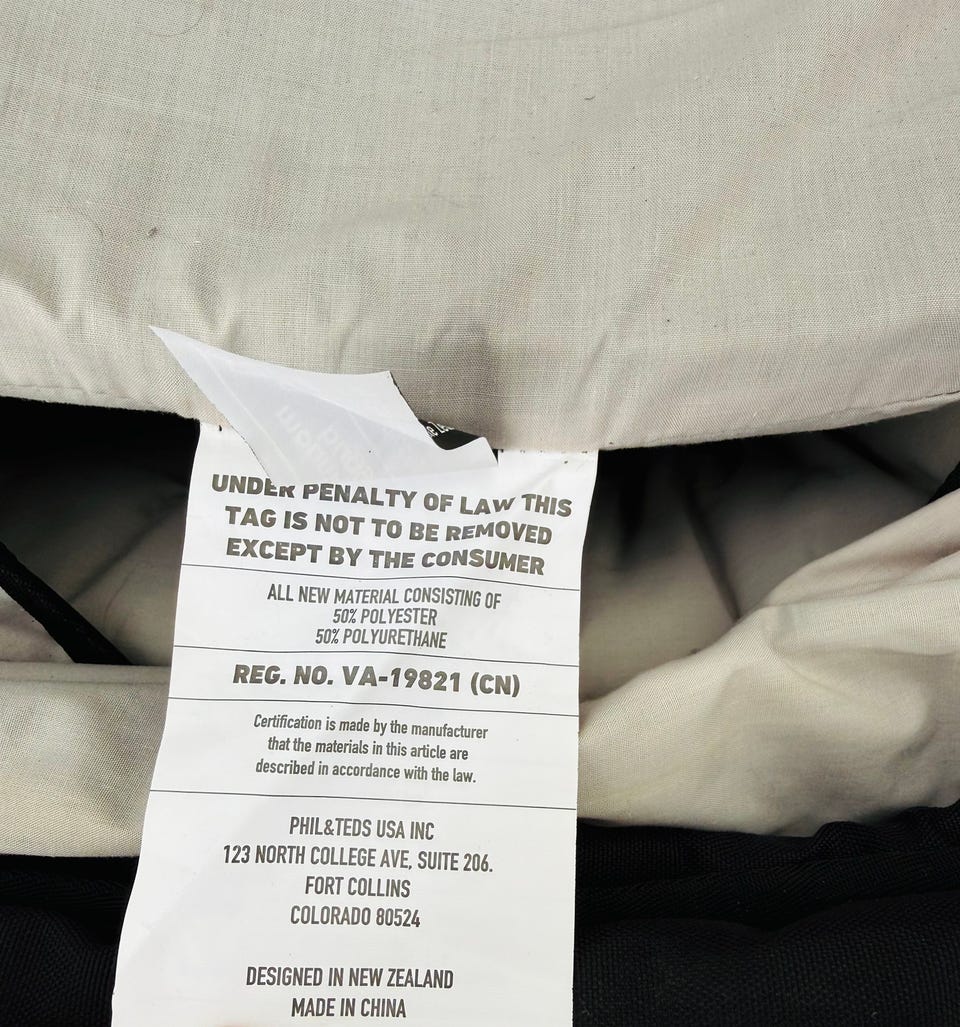 UNDER PENALTY OF LAW THIS
TAG IS NOT TO BE REMOVED
EXCEPT BY THE CONSUMER
ALL NEW MATERIAL CONSISTING OF
50% POLYESTER
50% POLYURETHANE
REG. NO. VA-19821 (CN)
Certification is made by the manufacturer
that the materials in this article are
described in accordance with the law.
PHIL&TEDS USA INC
123 NORTH COLLEGE AVE, SUITE 206.
FORT COLLINS
COLORADO 80524
DESIGNED IN NEW ZEALAND
MADE IN CHINA